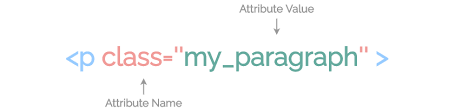 Attribute Value
<p class="my_paragraph" >
Attribute Name